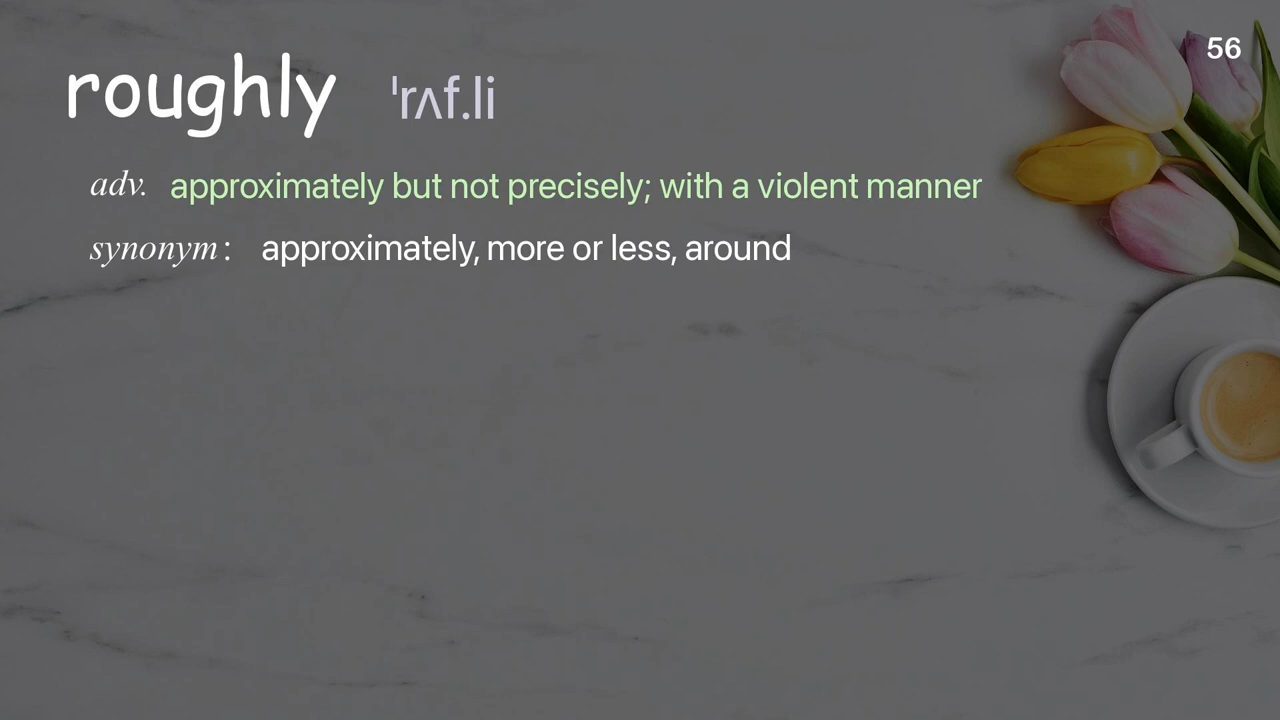 56
roughly ˈrʌf.li
adv. approximately but not precisely; with a violent manner
synonym: approximately, more or less, around